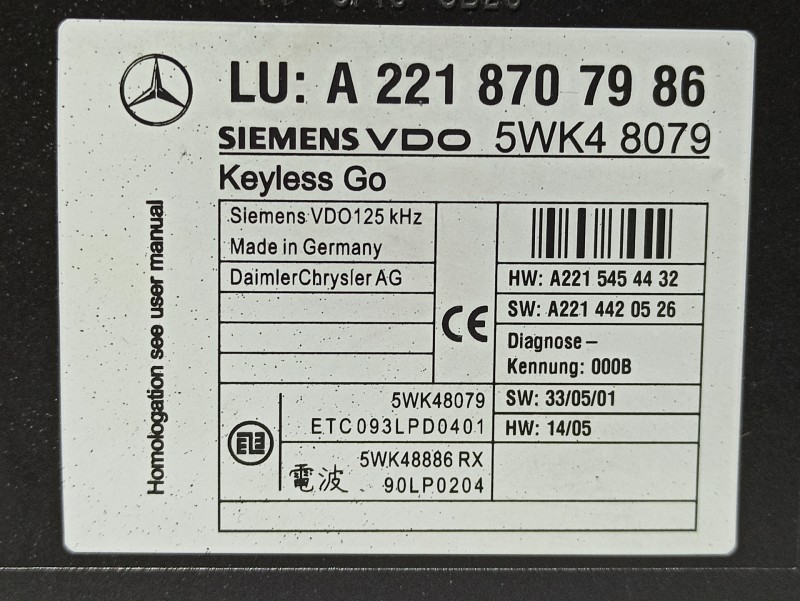 LU: A 221 870 79 86
SIEMENS VDO 5WK4 8079
Keyless Go
Siemens VDO125 kHz
Made in Germany
DaimlerChrysler AG
CE
HW: A221 545 44 32
SW: A221 442 05 26
Diagnose –
Kennung: 000B
SW: 33/05/01
HW: 14/05
5WK48079
ETC093LPD0401
5WK48886 RX
電波 90LP0204
Homologation see user manual